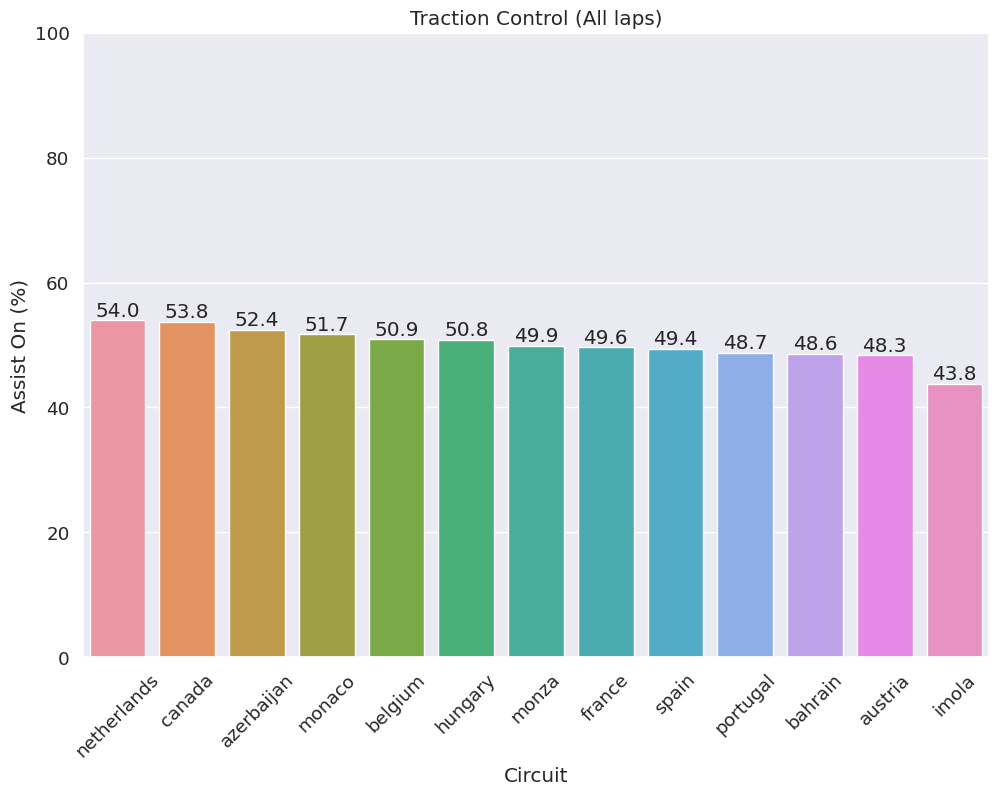 Traction Control (All laps)
100
80
60
40
20
0
Assist On (%)
54.0
53.8
52.4
51.7
50.9
50.8
49.9
49.6
49.4
48.7
48.6
48.3
43.8
netherlands
canada
azerbaijan
monaco
belgium
hungary
monza
france
spain
portugal
bahrain
austria
imola
Circuit